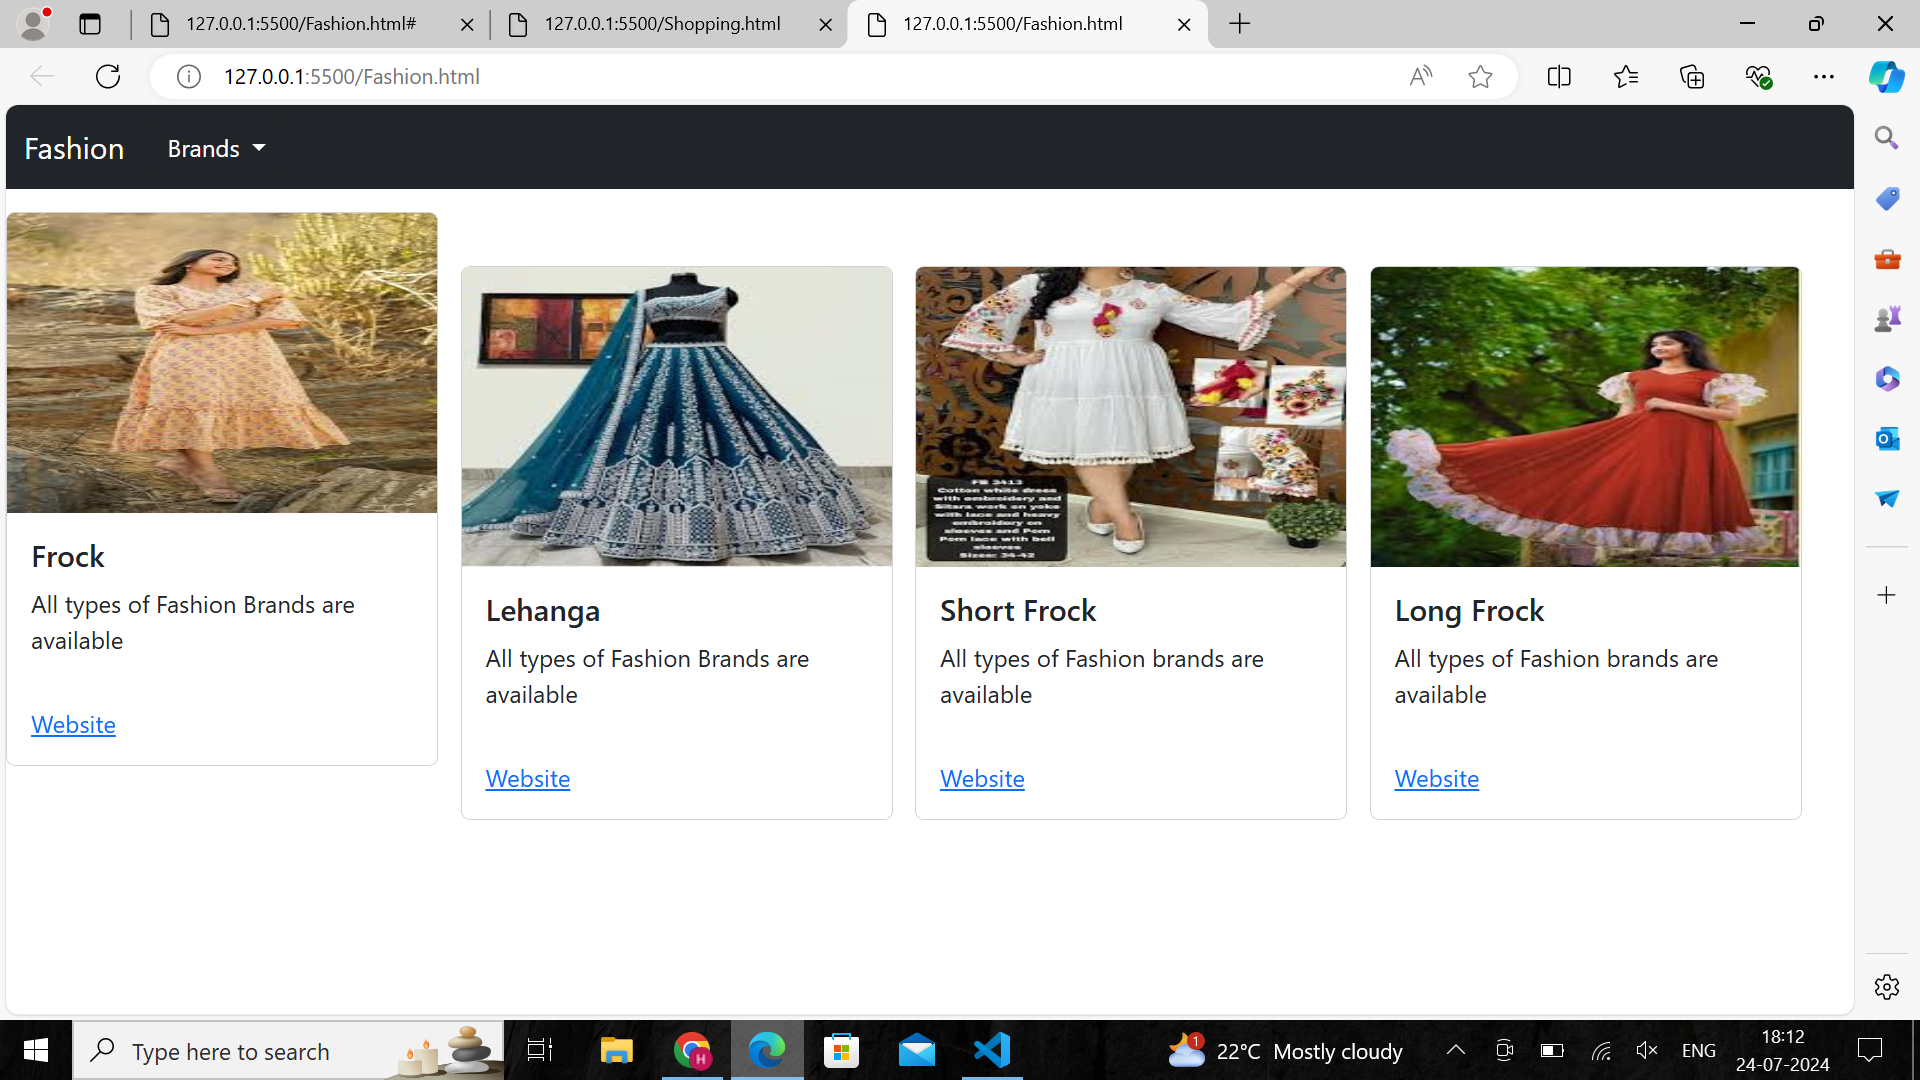 127.0.0.1:5500/Fashion.html#
127.0.0.1:5500/Shopping.html
127.0.0.1:5500/Fashion.html
127.0.0.1:5500/Fashion.html
Fashion
Brands
Frock
All types of Fashion Brands are
available
Website
Lehanga
All types of Fashion Brands are
available
Website
FM 3413
Cotton white dress
with embroidery and
Sitara work on yoke
with lace and heavy
embroidery on
sleeves and Pom
Pom lace with bell
sleeves
Sizes: 34-42
Short Frock
All types of Fashion brands are
available
Website
Long Frock
All types of Fashion brands are
available
Website
Type here to search
H
1
22°C Mostly cloudy
ENG
18:12
24-07-2024